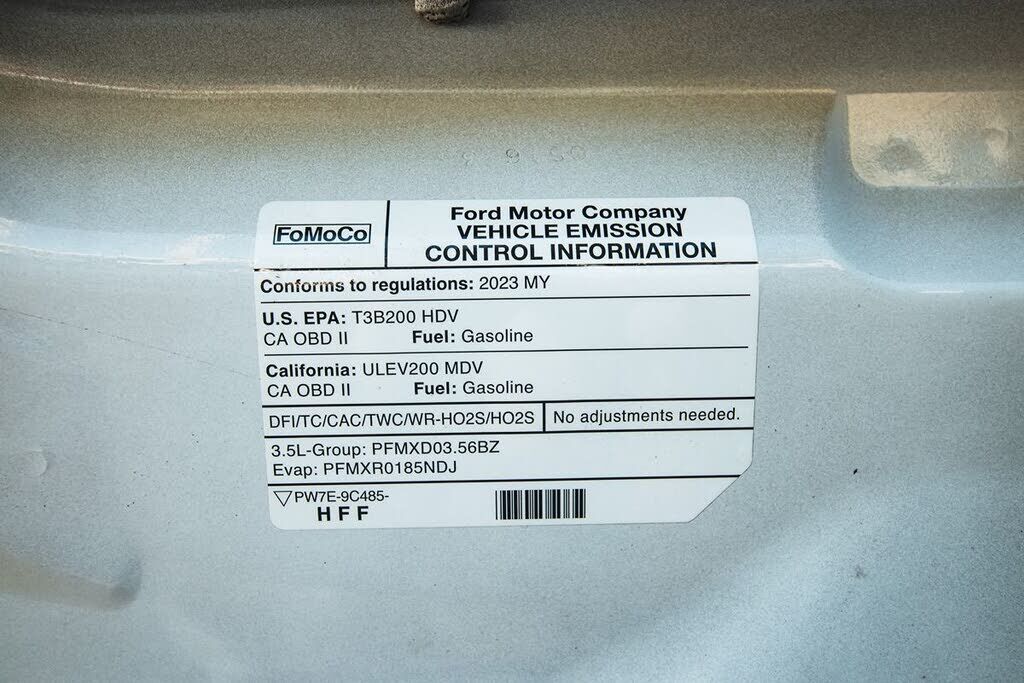 FoMoCo
Ford Motor Company
VEHICLE EMISSION
CONTROL INFORMATION
Conforms to regulations: 2023 MY
U.S. EPA: T3B200 HDV
CA OBD II Fuel: Gasoline
California: ULEV200 MDV
CA OBD II Fuel: Gasoline
DFI/TC/CAC/TWC/WR-HO2S/HO2S No adjustments needed.
3.5L-Group: PFMXD03.56BZ
Evap: PFMXR0185NDJ
PW7E-9C485-
HFF